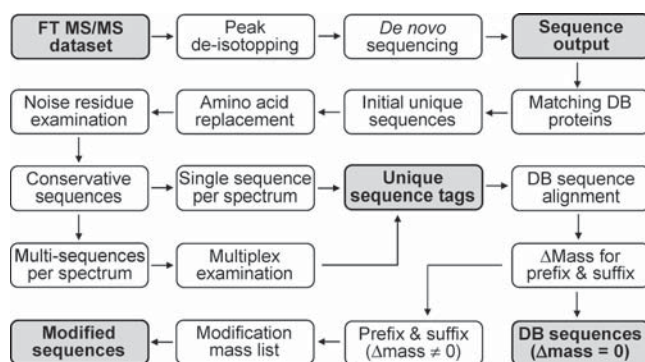 FT MS/MS
dataset
Peak
de-isotopping
De novo
sequencing
Sequence
output
Noise residue
examination
Amino acid
replacement
Initial unique
sequences
Matching DB
proteins
Conservative
sequences
Single sequence
per spectrum
Unique
sequence tags
DB sequence
alignment
Multi-sequences
per spectrum
Multiplex
examination
ΔMass for
prefix & suffix
Modified
sequences
Modification
mass list
Prefix & suffix
(Δmass ≠ 0)
DB sequences
(Δmass = 0)